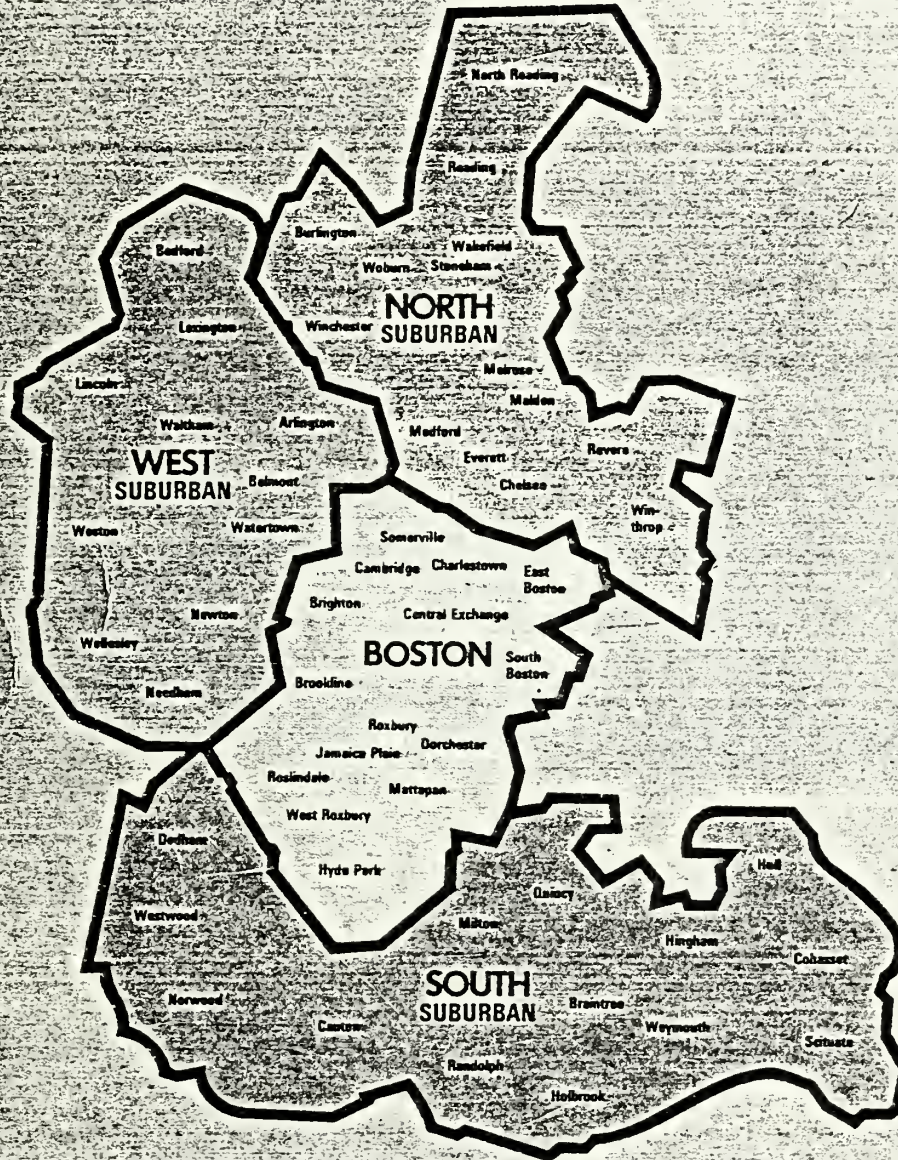 North Reading
Reading
Burlington
Wakefield
Woburn
Stoneham
NORTH
SUBURBAN
Winchester
Melrose
Malden
Medford
Everett
Revere
Chelsea
Win-
throp
Bedford
Lexington
Lincoln
Waltham
Arlington
WEST
SUBURBAN
Belmont
Weston
Watertown
Newton
Wellesley
Needham
Somerville
Cambridge
Charlestown
East
Boston
Brighton
Central Exchange
BOSTON
South
Boston
Brookline
Roxbury
Dorchester
Jamaica Plain
Roslindale
Mattapan
West Roxbury
Hyde Park
Dedham
Westwood
Norwood
Canton
Milton
Quincy
Hull
Hingham
Cohasset
SOUTH
SUBURBAN
Braintree
Weymouth
Scituate
Randolph
Holbrook